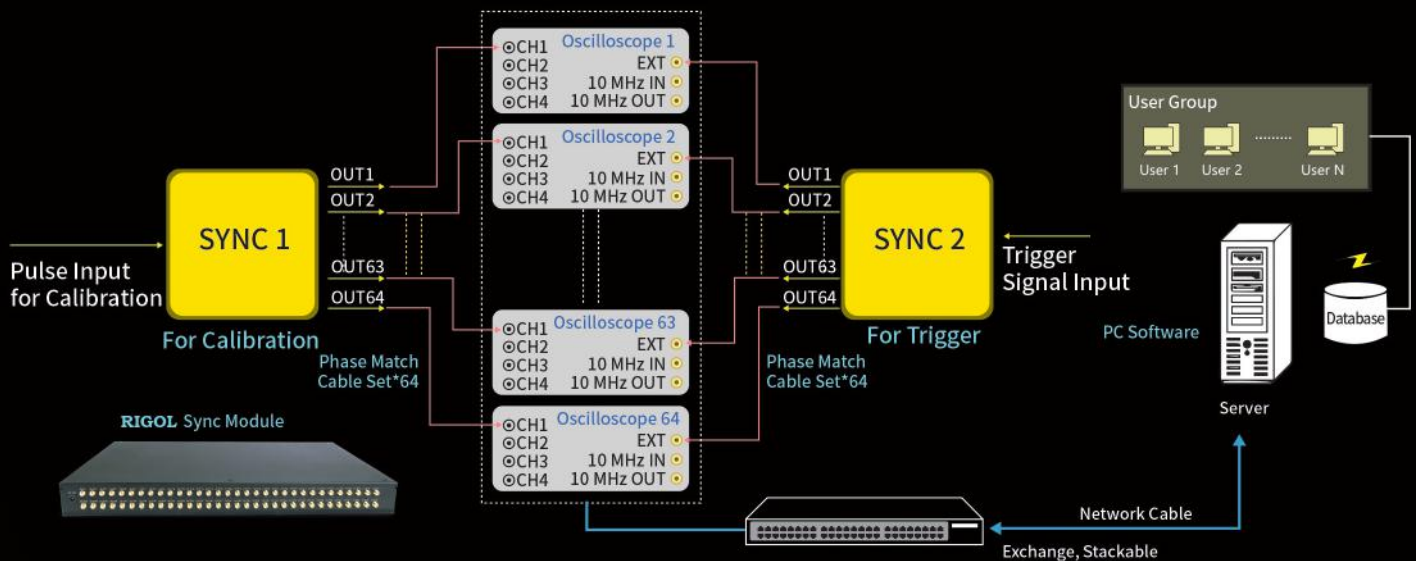 Oscilloscope 1
CH1
EXT
CH2
10 MHz IN
CH3
10 MHz OUT
CH4
Oscilloscope 2
CH1
EXT
CH2
10 MHz IN
CH3
10 MHz OUT
CH4
Oscilloscope 63
CH1
EXT
CH2
10 MHz IN
CH3
10 MHz OUT
CH4
Oscilloscope 64
CH1
EXT
CH2
10 MHz IN
CH3
10 MHz OUT
CH4
Pulse Input
for Calibration
SYNC 1
For Calibration
OUT1
OUT2
OUT63
OUT64
Phase Match
Cable Set*64
RIGOL Sync Module
OUT1
OUT2
OUT63
OUT64
Phase Match
Cable Set*64
SYNC 2
For Trigger
Trigger
Signal Input
User Group
User 1
User 2
User N
PC Software
Database
Server
Network Cable
Exchange, Stackable